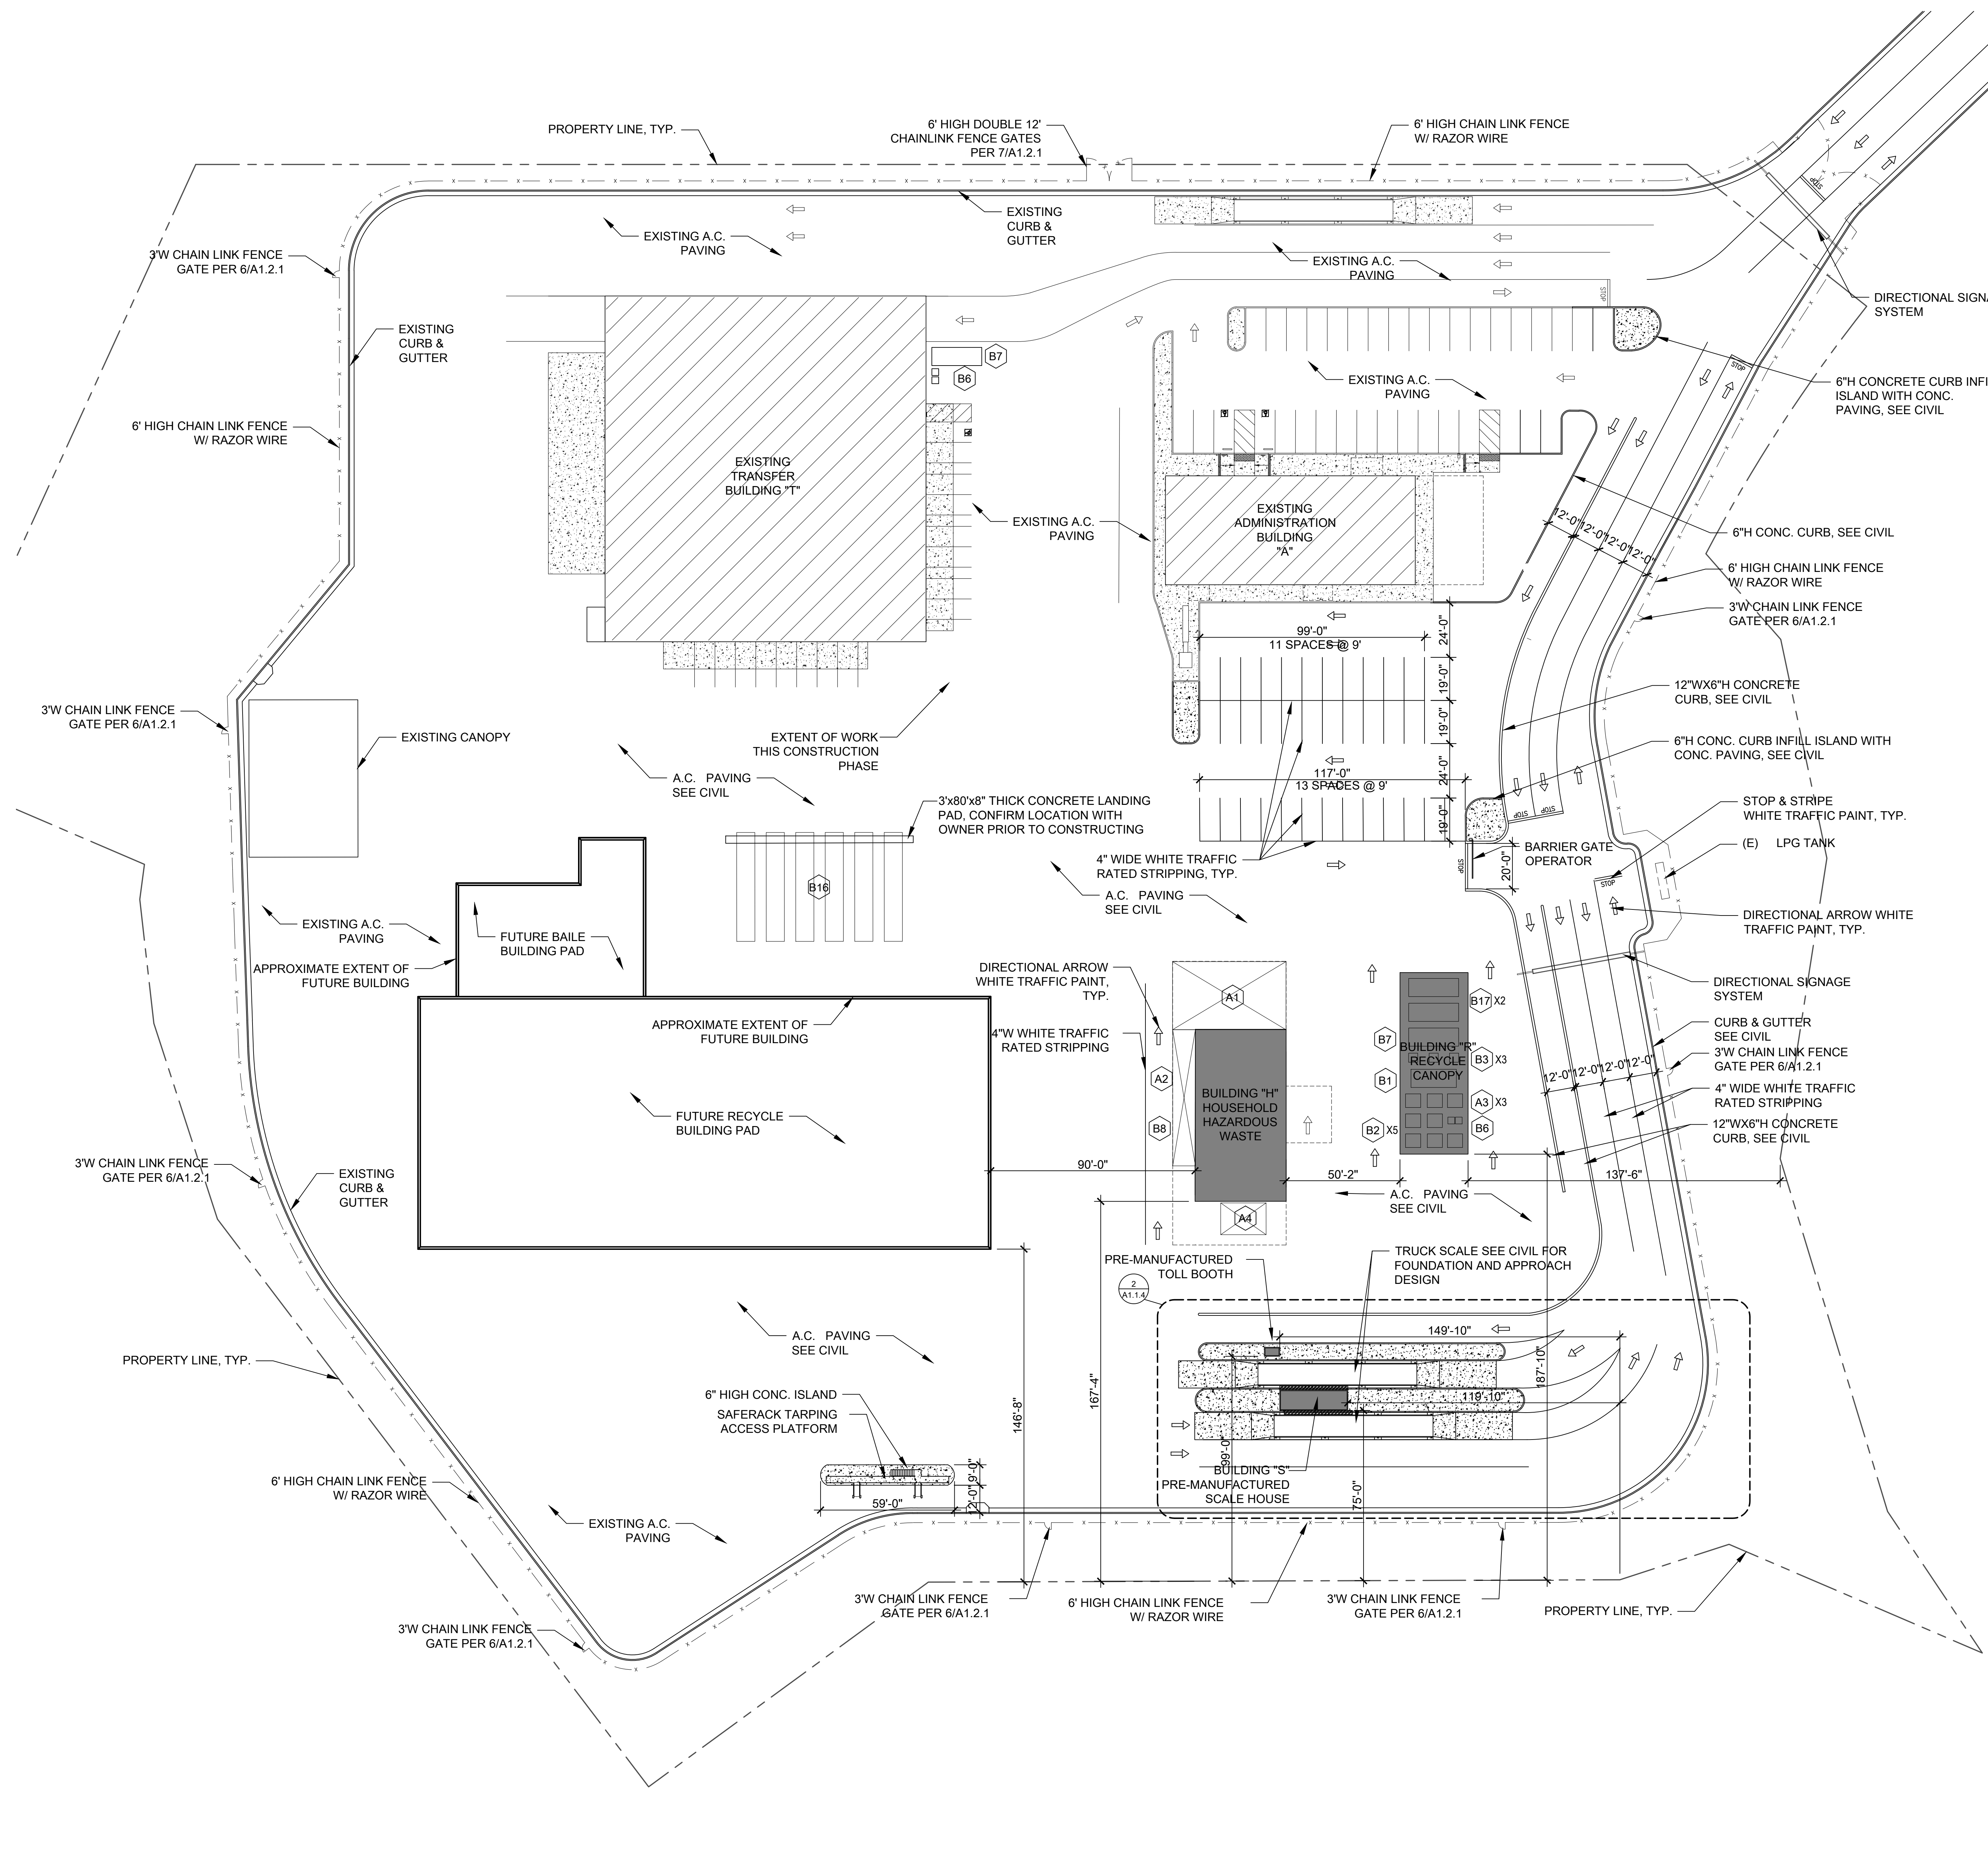 PROPERTY LINE, TYP.
6' HIGH DOUBLE 12'
CHAINLINK FENCE GATES
PER 7/A1.2.1
6' HIGH CHAIN LINK FENCE
W/ RAZOR WIRE
STOP
EXISTING
CURB &
GUTTER
EXISTING A.C.
PAVING
EXISTING A.C.
PAVING
3'W CHAIN LINK FENCE
GATE PER 6/A1.2.1
STOP
DIRECTIONAL SIGNA
SYSTEM
EXISTING
CURB &
GUTTER
B7
B6
EXISTING A.C.
PAVING
STOP
6"H CONCRETE CURB INFI
ISLAND WITH CONC.
PAVING, SEE CIVIL
6' HIGH CHAIN LINK FENCE
W/ RAZOR WIRE
EXISTING
TRANSFER
BUILDING "T"
EXISTING A.C.
PAVING
EXISTING
ADMINISTRATION
BUILDING
"A"
12'-0"
12'-0"
12'-0"
12'-0"
6"H CONC. CURB, SEE CIVIL
6' HIGH CHAIN LINK FENCE
W/ RAZOR WIRE
3'W CHAIN LINK FENCE
GATE PER 6/A1.2.1
99'-0"
11 SPACES @ 9'
24'-0"
19'-0"
19'-0"
24'-0"
19'-0"
12"WX6"H CONCRETE
CURB, SEE CIVIL
3'W CHAIN LINK FENCE
GATE PER 6/A1.2.1
EXISTING CANOPY
EXTENT OF WORK
THIS CONSTRUCTION
PHASE
6"H CONC. CURB INFILL ISLAND WITH
CONC. PAVING, SEE CIVIL
A.C. PAVING
SEE CIVIL
117'-0"
13 SPACES @ 9'
3'x80'x8" THICK CONCRETE LANDING
PAD, CONFIRM LOCATION WITH
OWNER PRIOR TO CONSTRUCTING
STOP
STOP
STOP & STRIPE
WHITE TRAFFIC PAINT, TYP.
(E) LPG TANK
BARRIER GATE
OPERATOR
STOP
20'-0"
4" WIDE WHITE TRAFFIC
RATED STRIPPING, TYP.
B16
STOP
A.C. PAVING
SEE CIVIL
DIRECTIONAL ARROW WHITE
TRAFFIC PAINT, TYP.
EXISTING A.C.
PAVING
FUTURE BAILE
BUILDING PAD
APPROXIMATE EXTENT OF
FUTURE BUILDING
DIRECTIONAL ARROW
WHITE TRAFFIC PAINT,
TYP.
DIRECTIONAL SIGNAGE
SYSTEM
A1
B17 X2
APPROXIMATE EXTENT OF
FUTURE BUILDING
4"W WHITE TRAFFIC
RATED STRIPPING
CURB & GUTTER
SEE CIVIL
B7
BUILDING "R"
RECYCLE
CANOPY
B3 X3
3'W CHAIN LINK FENCE
GATE PER 6/A1.2.1
A2
B1
12'-0"
12'-0"
12'-0"
12'-0"
4" WIDE WHITE TRAFFIC
RATED STRIPPING
BUILDING "H"
HOUSEHOLD
HAZARDOUS
WASTE
A3 X3
FUTURE RECYCLE
BUILDING PAD
B8
B2 X5
B6
12"WX6"H CONCRETE
CURB, SEE CIVIL
3'W CHAIN LINK FENCE
GATE PER 6/A1.2.1
EXISTING
CURB &
GUTTER
90'-0"
50'-2"
137'-6"
A.C. PAVING
SEE CIVIL
A4
PRE-MANUFACTURED
TOLL BOOTH
TRUCK SCALE SEE CIVIL FOR
FOUNDATION AND APPROACH
DESIGN
2
A1.1.4
A.C. PAVING
SEE CIVIL
149'-10"
PROPERTY LINE, TYP.
187'-10"
167'-4"
146'-8"
6" HIGH CONC. ISLAND
SAFERACK TARPING
ACCESS PLATFORM
119'-10"
99'-0"
BUILDING "S"
PRE-MANUFACTURED
SCALE HOUSE
75'-0"
6' HIGH CHAIN LINK FENCE
W/ RAZOR WIRE
9'-0"
12'-0"
59'-0"
EXISTING A.C.
PAVING
3'W CHAIN LINK FENCE
GATE PER 6/A1.2.1
6' HIGH CHAIN LINK FENCE
W/ RAZOR WIRE
3'W CHAIN LINK FENCE
GATE PER 6/A1.2.1
PROPERTY LINE, TYP.
3'W CHAIN LINK FENCE
GATE PER 6/A1.2.1